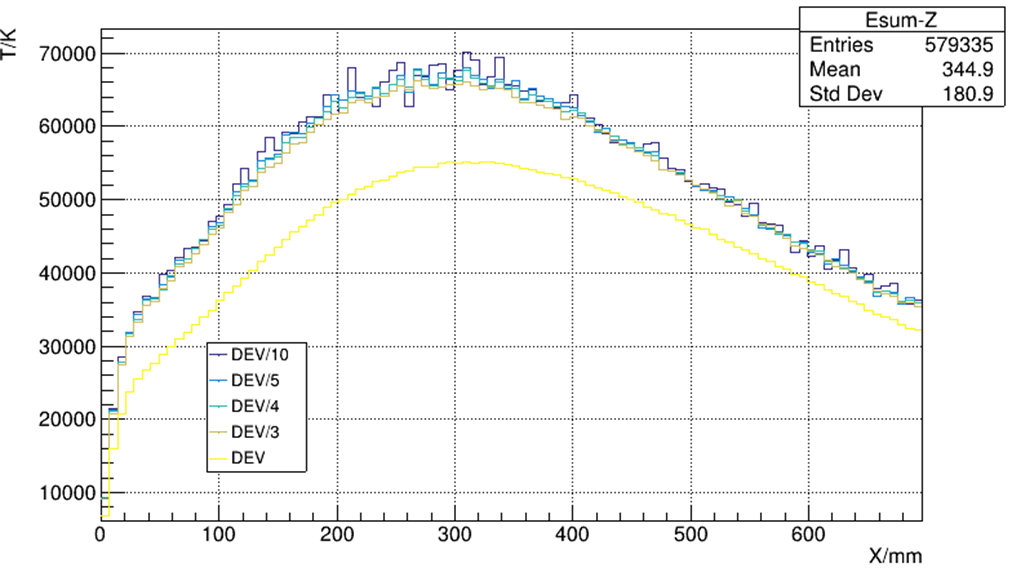 T/K
Esum-Z
Entries 579335
Mean 344.9
Std Dev 180.9
70000
60000
50000
40000
30000
20000
10000
DEV/10
DEV/5
DEV/4
DEV/3
DEV
0 100 200 300 400 500 600
X/mm